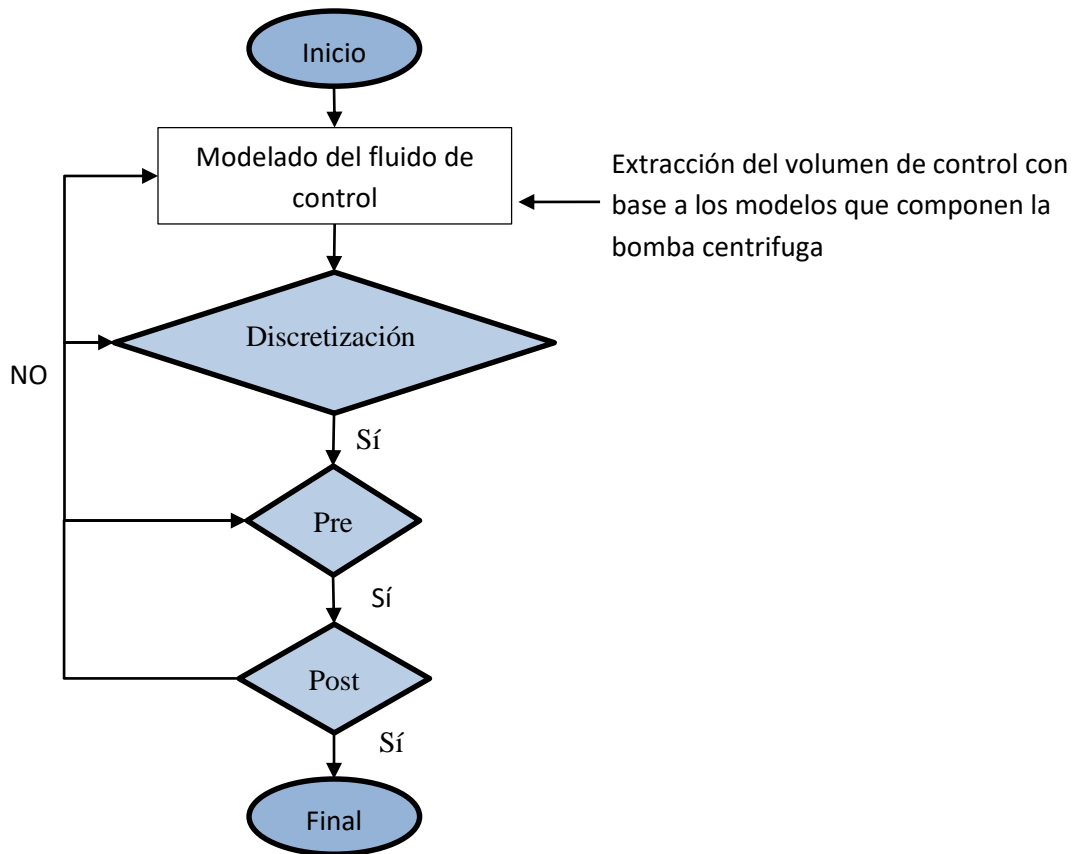 Inicio
Modelado del fluido de
control
Extracción del volumen de control con
base a los modelos que componen la
bomba centrifuga
Discretización
NO
Sí
Pre
Sí
Post
Sí
Final